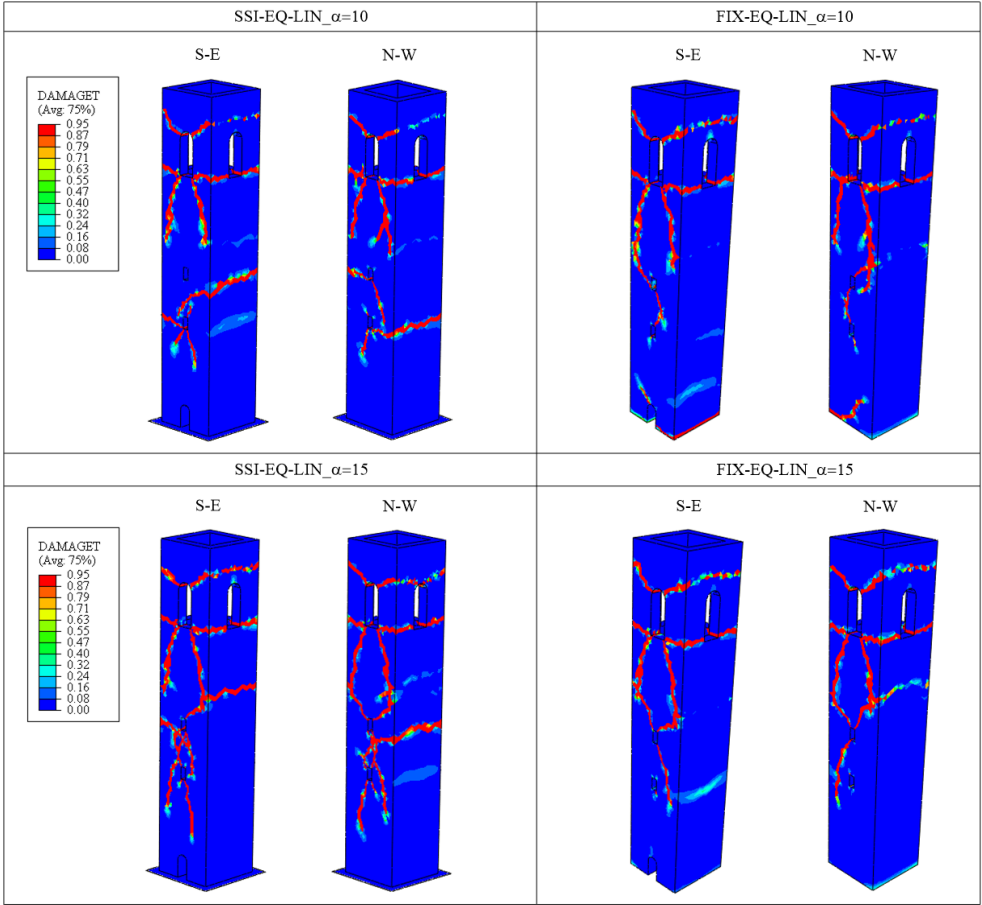 SSI-EQ-LIN_α=10
FIX-EQ-LIN_α=10
S-E
N-W
S-E
N-W
DAMAGET
(Avg: 75%)
0.95
0.87
0.79
0.71
0.63
0.55
0.47
0.40
0.32
0.24
0.16
0.08
0.00
SSI-EQ-LIN_α=15
FIX-EQ-LIN_α=15
S-E
N-W
S-E
N-W
DAMAGET
(Avg: 75%)
0.95
0.87
0.79
0.71
0.63
0.55
0.47
0.40
0.32
0.24
0.16
0.08
0.00